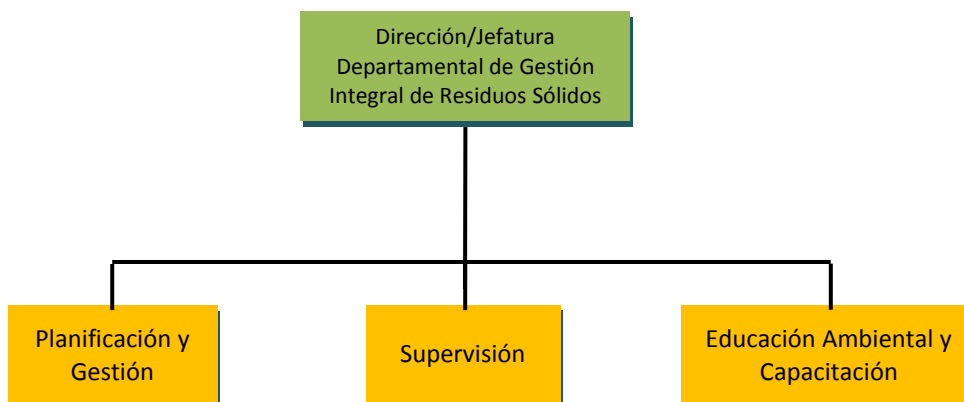 Dirección/Jefatura
Departamental de Gestión
Integral de Residuos Sólidos
Planificación y
Gestión
Supervisión
Educación Ambiental y
Capacitación